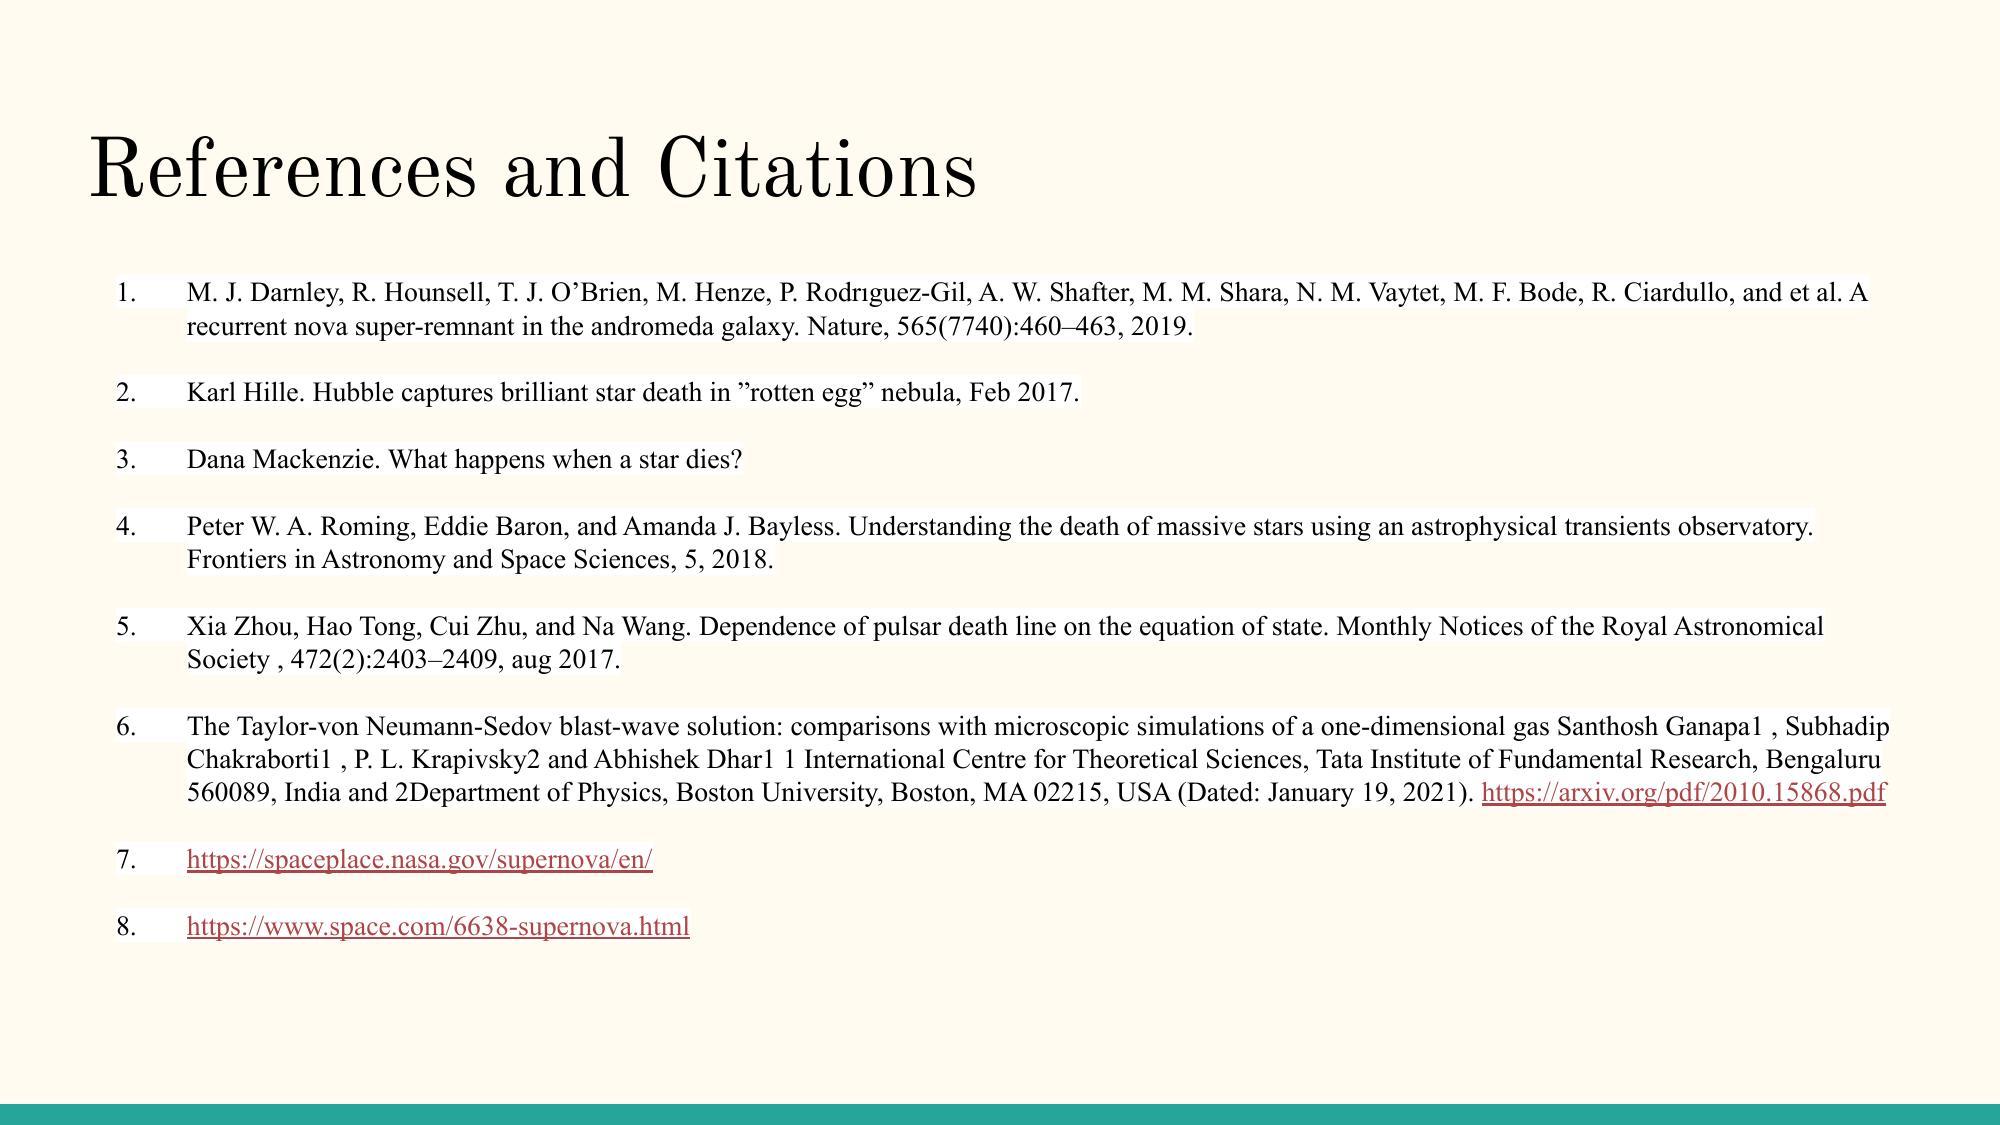 References and Citations
1. M. J. Darnley, R. Hounsell, T. J. O’Brien, M. Henze, P. Rodrıguez-Gil, A. W. Shafter, M. M. Shara, N. M. Vaytet, M. F. Bode, R. Ciardullo, and et al. A
recurrent nova super-remnant in the andromeda galaxy. Nature, 565(7740):460–463, 2019.
2. Karl Hille. Hubble captures brilliant star death in ”rotten egg” nebula, Feb 2017.
3. Dana Mackenzie. What happens when a star dies?
4. Peter W. A. Roming, Eddie Baron, and Amanda J. Bayless. Understanding the death of massive stars using an astrophysical transients observatory.
Frontiers in Astronomy and Space Sciences, 5, 2018.
5. Xia Zhou, Hao Tong, Cui Zhu, and Na Wang. Dependence of pulsar death line on the equation of state. Monthly Notices of the Royal Astronomical
Society , 472(2):2403–2409, aug 2017.
6. The Taylor-von Neumann-Sedov blast-wave solution: comparisons with microscopic simulations of a one-dimensional gas Santhosh Ganapa1 , Subhadip
Chakraborti1 , P. L. Krapivsky2 and Abhishek Dhar1 1 International Centre for Theoretical Sciences, Tata Institute of Fundamental Research, Bengaluru
560089, India and 2Department of Physics, Boston University, Boston, MA 02215, USA (Dated: January 19, 2021). https://arxiv.org/pdf/2010.15868.pdf
7. https://spaceplace.nasa.gov/supernova/en/
8. https://www.space.com/6638-supernova.html